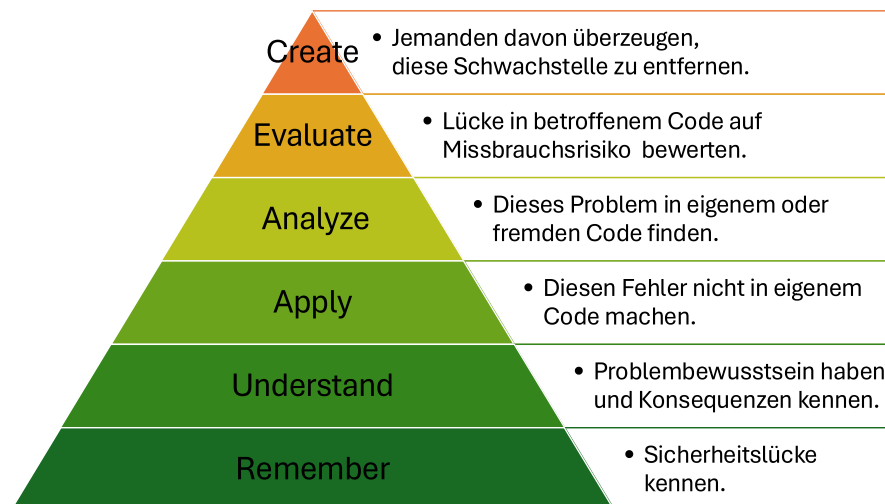 Create
• Jemanden davon überzeugen,
diese Schwachstelle zu entfernen.
Evaluate
• Lücke in betroffenem Code auf
Missbrauchsrisiko  bewerten.
Analyze
• Dieses Problem in eigenem oder
fremden Code finden.
Apply
• Diesen Fehler nicht in eigenem
Code machen.
Understand
• Problembewusstsein haben
und Konsequenzen kennen.
Remember
• Sicherheitslücke
kennen.